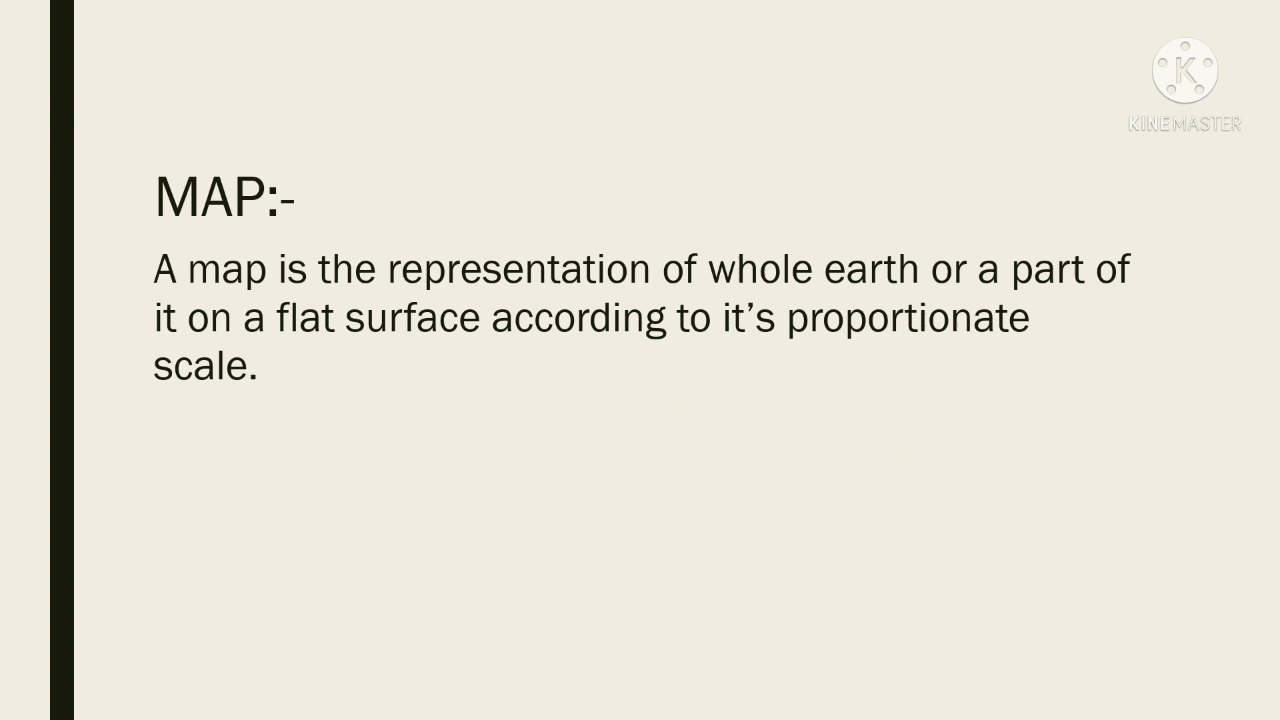 K
KINEMASTER
MAP:-
A map is the representation of whole earth or a part of
it on a flat surface according to it’s proportionate
scale.